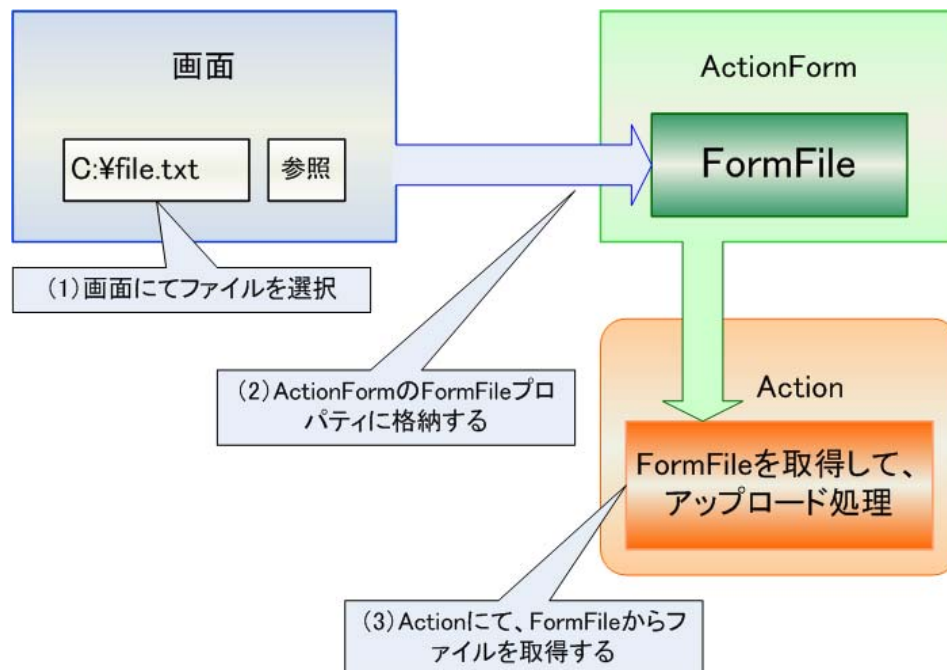 画面
C:¥file.txt
参照
(1)画面にてファイルを選択
ActionForm
FormFile
(2)ActionFormのFormFileプロ
パティに格納する
Action
FormFileを取得して、
アップロード処理
(3)Actionにて、FormFileからフ
ァイルを取得する